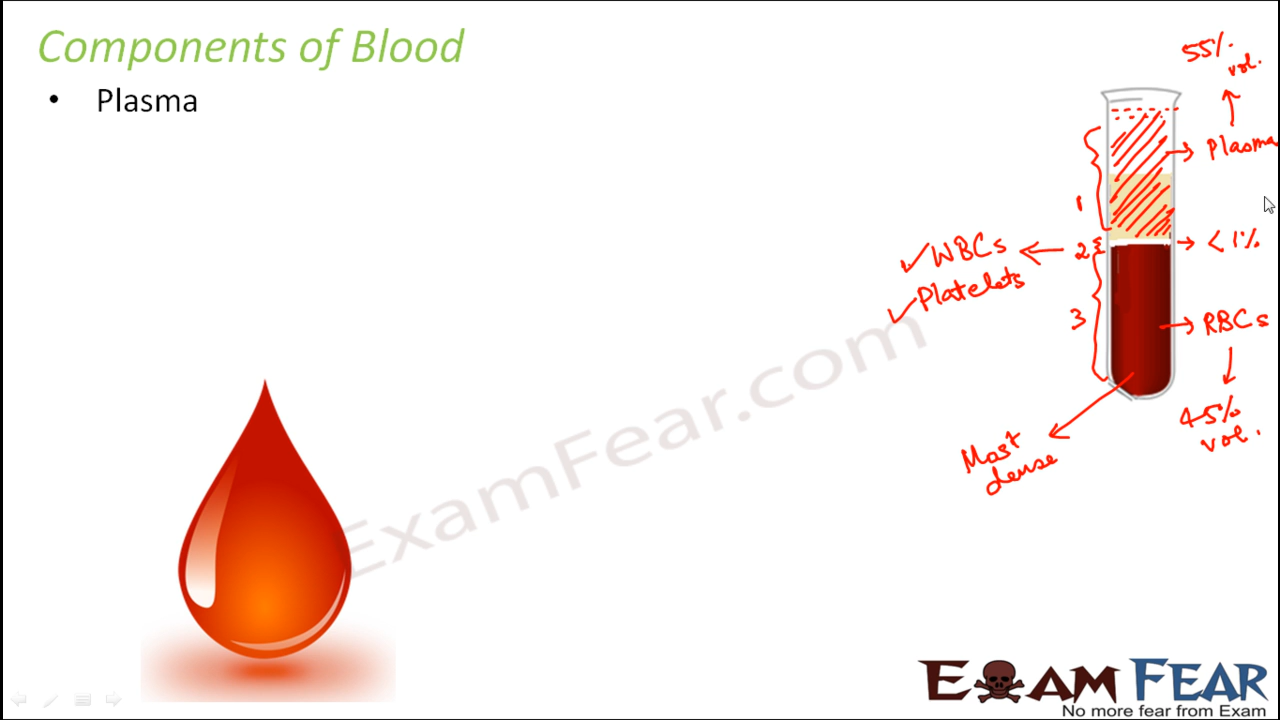 Components of Blood
• Plasma
55% vol.
Plasma
1
2
3
< 1%
✓ WBCs
✓ Platelets
RBCs
45% vol.
Most dense
ExamFear.com
EXAM FEAR
No more fear from Exam